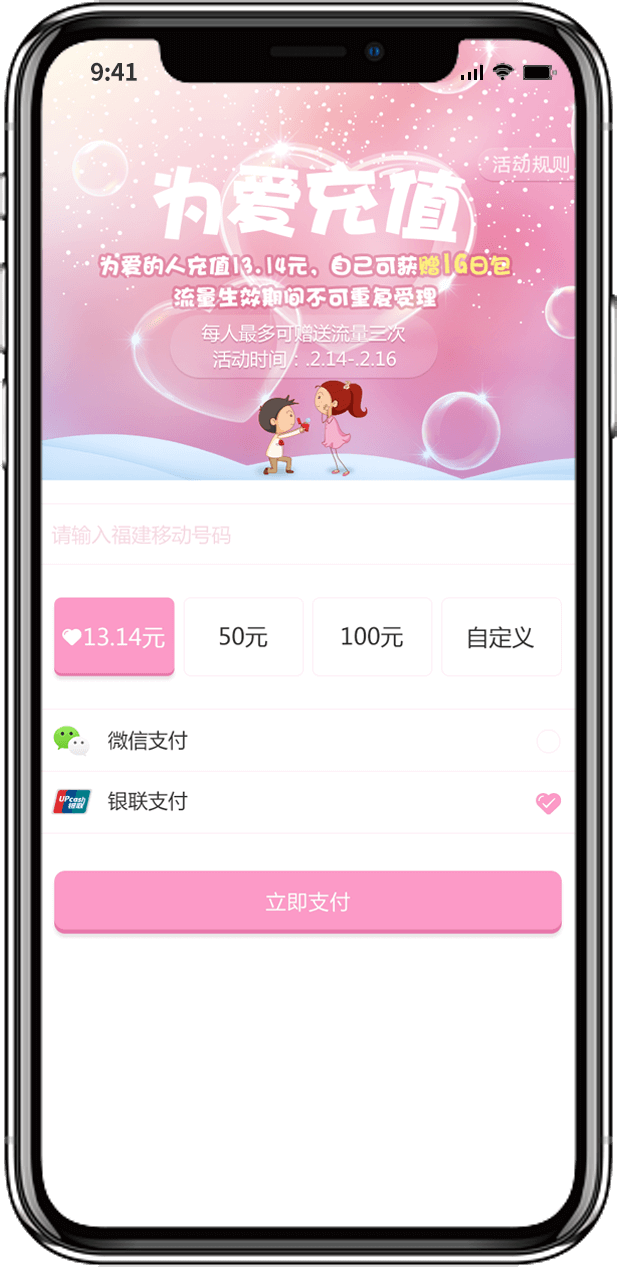 9:41
活动规则
为爱充值
为爱的人充值13.14元，自己可获赠1G日包
流量生效期间不可重复受理
每人最多可赠送流量三次
活动时间：.2.14-.2.16
请输入福建移动号码
13.14元 50元 100元 自定义
微信支付
UPcash 银联 银联支付
立即支付